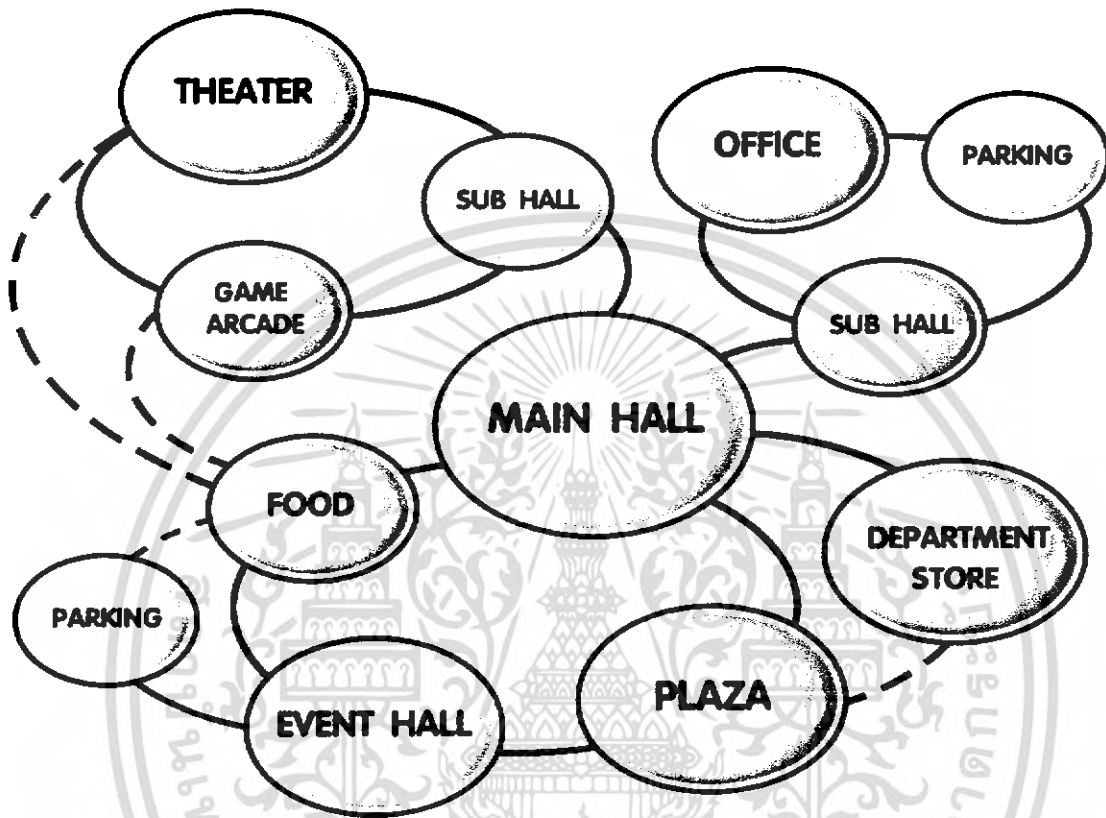 THEATER
OFFICE
PARKING
SUB HALL
GAME
ARCADE
SUB HALL
MAIN HALL
FOOD
DEPARTMENT
STORE
PARKING
PLAZA
EVENT HALL